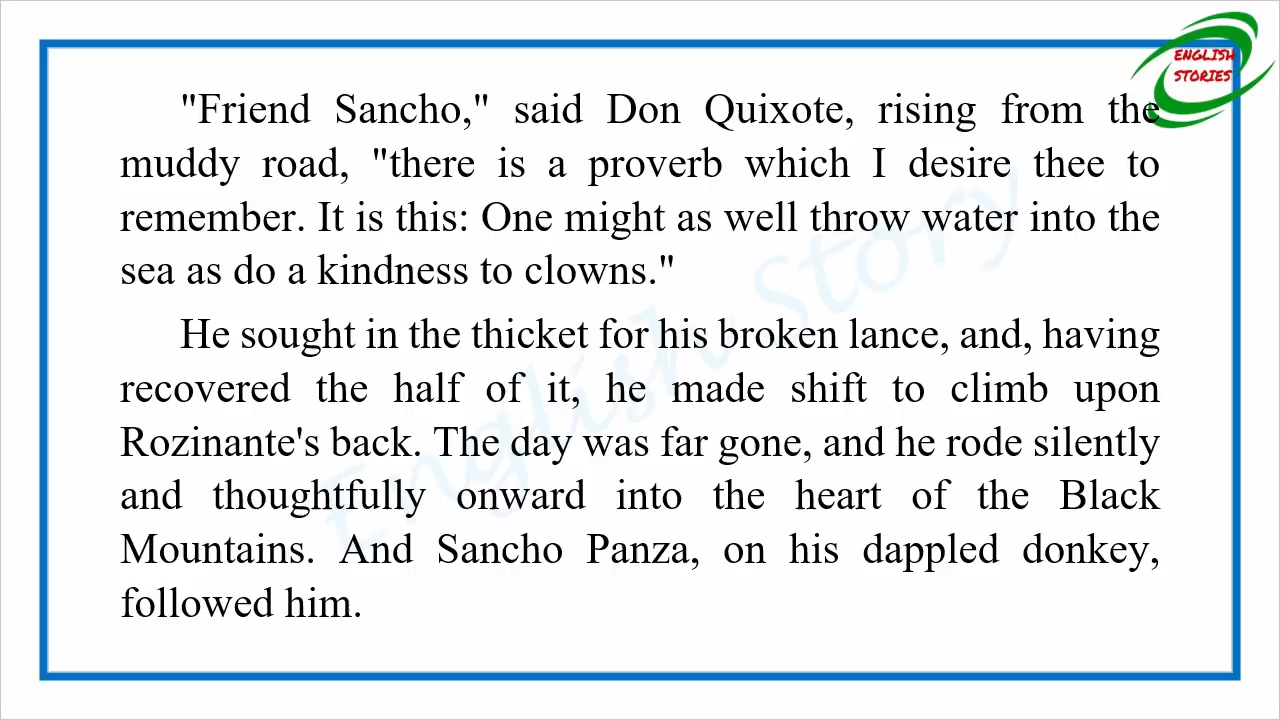 ENGLISH
STORIES
"Friend Sancho," said Don Quixote, rising from the
muddy road, "there is a proverb which I desire thee to
remember. It is this: One might as well throw water into the
sea as do a kindness to clowns."
He sought in the thicket for his broken lance, and, having
recovered the half of it, he made shift to climb upon
Rozinante's back. The day was far gone, and he rode silently
and thoughtfully onward into the heart of the Black
Mountains. And Sancho Panza, on his dappled donkey,
followed him.
English Story